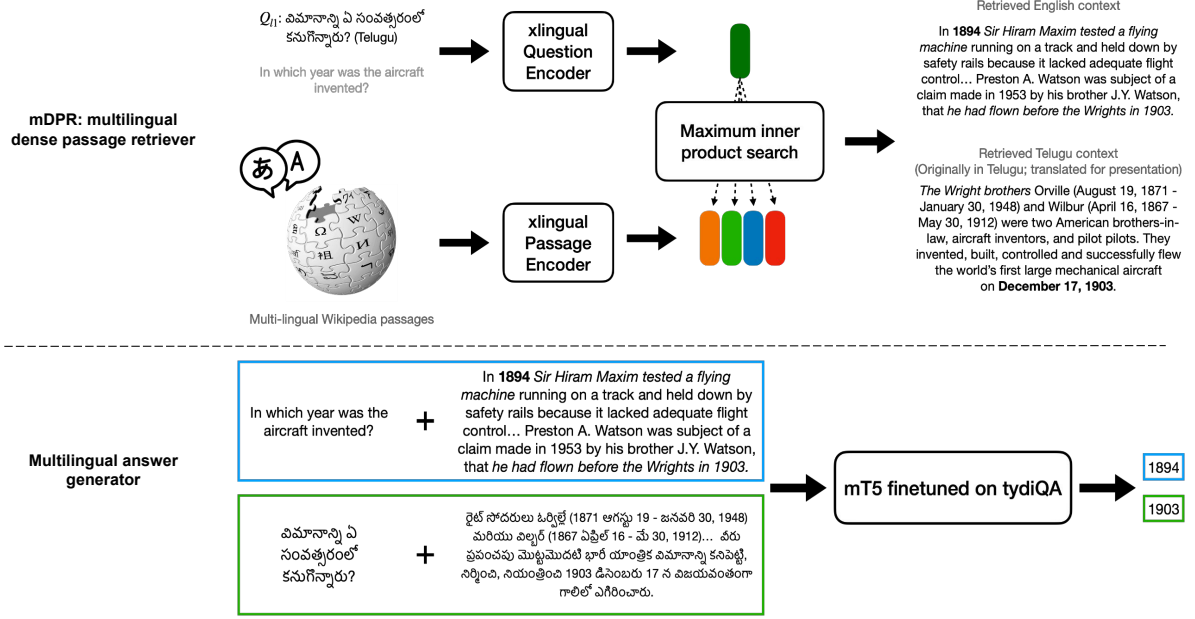 Q_l1: విమానాన్ని ఏ సంవత్సరంలో
కనుగొన్నారు? (Telugu)
In which year was the aircraft
invented?
xlingual
Question
Encoder
mDPR: multilingual
dense passage retriever
Maximum inner
product search
Retrieved English context
In 1894 Sir Hiram Maxim tested a flying
machine running on a track and held down by
safety rails because it lacked adequate flight
control... Preston A. Watson was subject of a
claim made in 1953 by his brother J.Y. Watson,
that he had flown before the Wrights in 1903.
Retrieved Telugu context
(Originally in Telugu; translated for presentation)
The Wright brothers Orville (August 19, 1871 -
January 30, 1948) and Wilbur (April 16, 1867 -
May 30, 1912) were two American brothers-in-
law, aircraft inventors, and pilot pilots. They
invented, built, controlled and successfully flew
the world's first large mechanical aircraft
on December 17, 1903.
あ A
Ω W И 祖
xlingual
Passage
Encoder
Multi-lingual Wikipedia passages
Multilingual answer
generator
In which year was the
aircraft invented?
+
In 1894 Sir Hiram Maxim tested a flying
machine running on a track and held down by
safety rails because it lacked adequate flight
control... Preston A. Watson was subject of a
claim made in 1953 by his brother J.Y. Watson,
that he had flown before the Wrights in 1903.
విమానాన్ని ఏ
సంవత్సరంలో
కనుగొన్నారు?
+
రైట్ సోదరులు ఓర్విల్లే (1871 ఆగస్టు 19 - జనవరి 30, 1948)
మరియు విల్బర్ (1867 ఏప్రిల్ 16 - మే 30, 1912)... వీరు
ప్రపంచపు మొట్టమొదటి భారీ యాంత్రిక విమానాన్ని కనిపెట్టి,
నిర్మించి, నియంత్రించి 1903 డిసెంబరు 17 న విజయవంతంగా
గాలిలో ఎగిరించారు.
mT5 finetuned on tydiQA
1894
1903